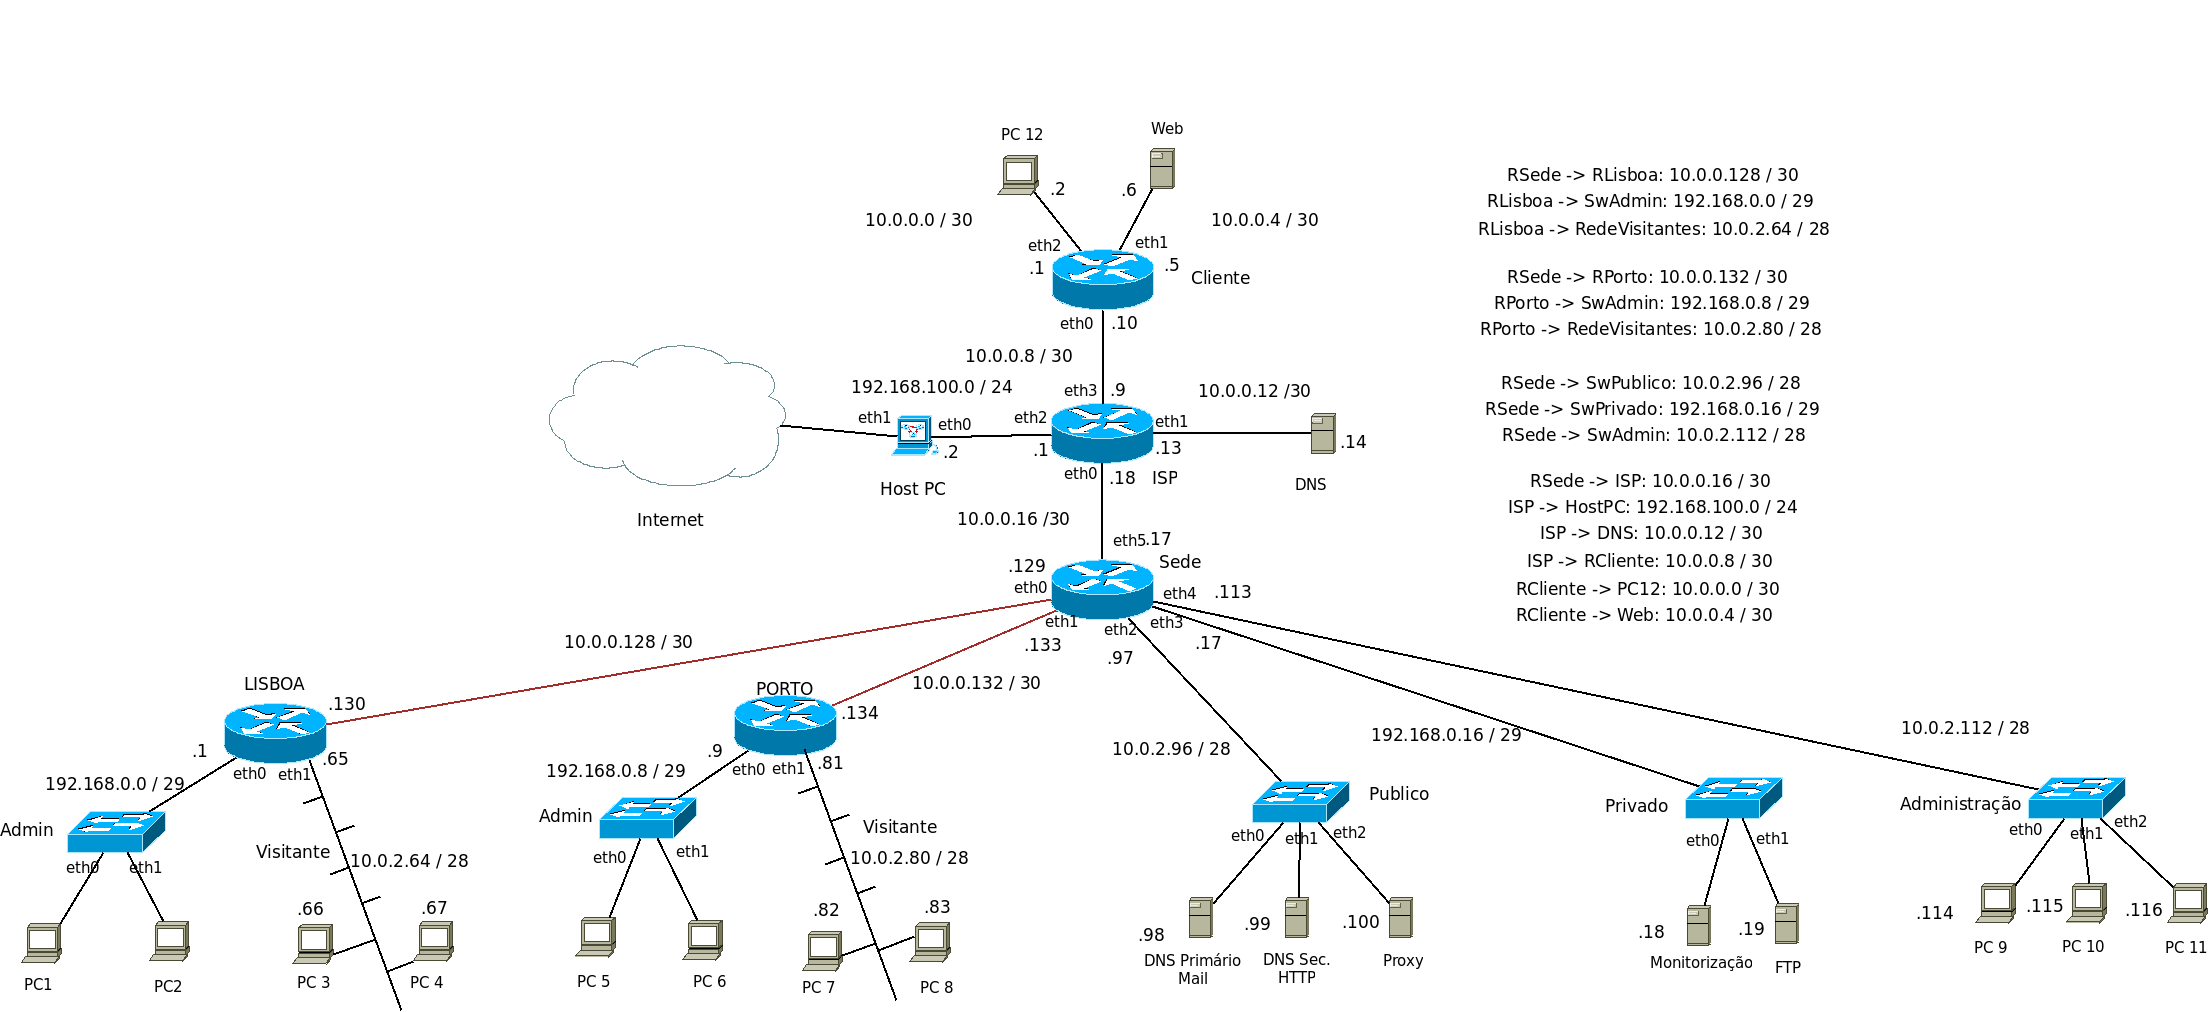 PC 12
Web
.2
.6
10.0.0.0 / 30
10.0.0.4 / 30
eth2
eth1
.1
.5
Cliente
eth0
.10
10.0.0.8 / 30
192.168.100.0 / 24
eth3
.9
10.0.0.12 /30
eth1
eth0
eth2
eth1
.2
.1
.13
.14
eth0
.18
ISP
Host PC
DNS
Internet
10.0.0.16 /30
eth5
.17
Sede
.129
eth0
eth4
.113
eth1
eth2
eth3
.133
.97
.17
RSede -> RLisboa: 10.0.0.128 / 30
RLisboa -> SwAdmin: 192.168.0.0 / 29
RLisboa -> RedeVisitantes: 10.0.2.64 / 28
RSede -> RPorto: 10.0.0.132 / 30
RPorto -> SwAdmin: 192.168.0.8 / 29
RPorto -> RedeVisitantes: 10.0.2.80 / 28
RSede -> SwPublico: 10.0.2.96 / 28
RSede -> SwPrivado: 192.168.0.16 / 29
RSede -> SwAdmin: 10.0.2.112 / 28
RSede -> ISP: 10.0.0.16 / 30
ISP -> HostPC: 192.168.100.0 / 24
ISP -> DNS: 10.0.0.12 / 30
ISP -> RCliente: 10.0.0.8 / 30
RCliente -> PC12: 10.0.0.0 / 30
RCliente -> Web: 10.0.0.4 / 30
10.0.0.128 / 30
10.0.0.132 / 30
LISBOA
.130
.1
eth0
eth1
.65
192.168.0.0 / 29
Admin
eth0
eth1
Visitante
10.0.2.64 / 28
.66
.67
PC1
PC2
PC 3
PC 4
PORTO
.134
.9
eth0
eth1
.81
192.168.0.8 / 29
Admin
eth0
eth1
Visitante
10.0.2.80 / 28
.82
.83
PC 5
PC 6
PC 7
PC 8
10.0.2.96 / 28
Publico
eth0
eth1
eth2
.98
.99
.100
DNS Primário
Mail
DNS Sec.
HTTP
Proxy
192.168.0.16 / 29
Privado
eth0
eth1
.18
.19
Monitorização
FTP
10.0.2.112 / 28
Administração
eth0
eth1
eth2
.114
.115
.116
PC 9
PC 10
PC 11